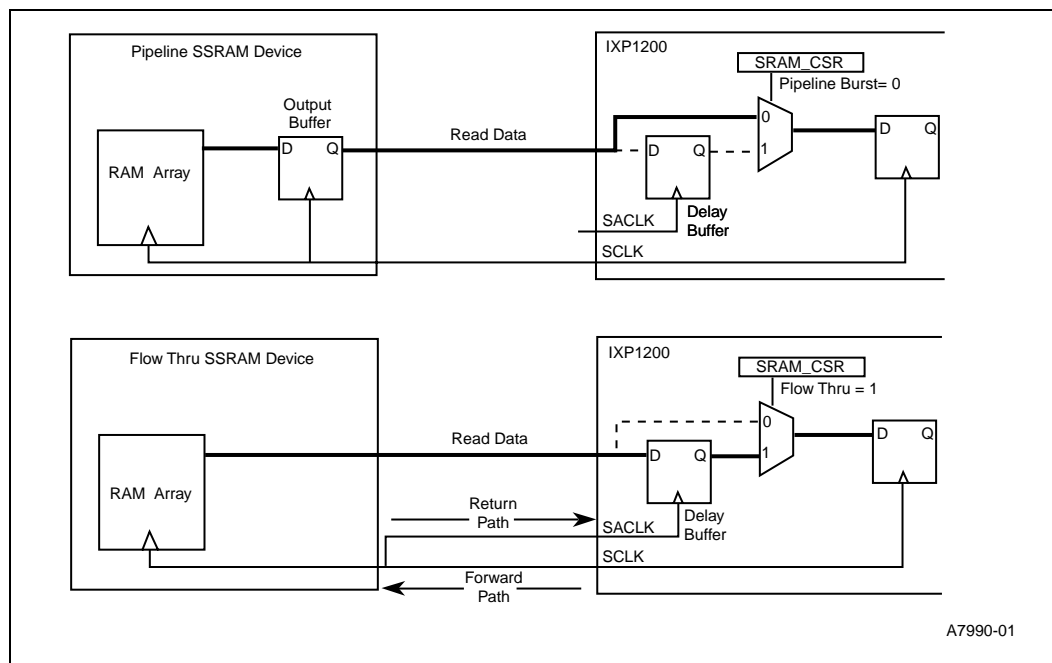 Pipeline SSRAM Device
IXP1200
SRAM_CSR
Pipeline Burst= 0
Output
Buffer
Read Data
0
D Q
D Q
D Q
1
RAM Array
SACLK
Delay
Buffer
SCLK
Flow Thru SSRAM Device
IXP1200
SRAM_CSR
Flow Thru = 1
Read Data
0
D Q
D Q
1
RAM Array
Return
Path
SACLK
Delay
Buffer
SCLK
Forward
Path
A7990-01